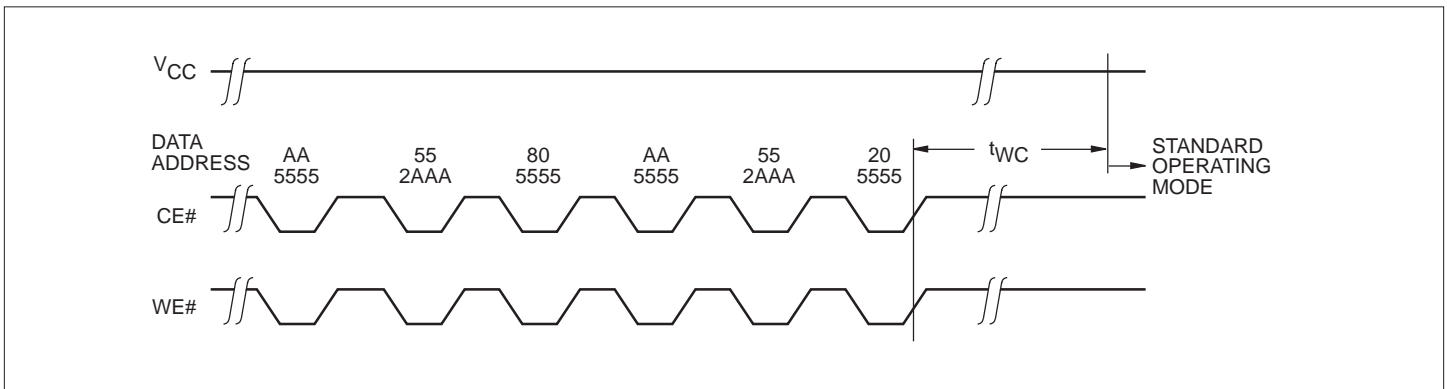 VCC
DATA
ADDRESS
AA 55 80 AA 55 20
5555 2AAA 5555 5555 2AAA 5555
tWC
STANDARD
OPERATING
MODE
CE#
WE#